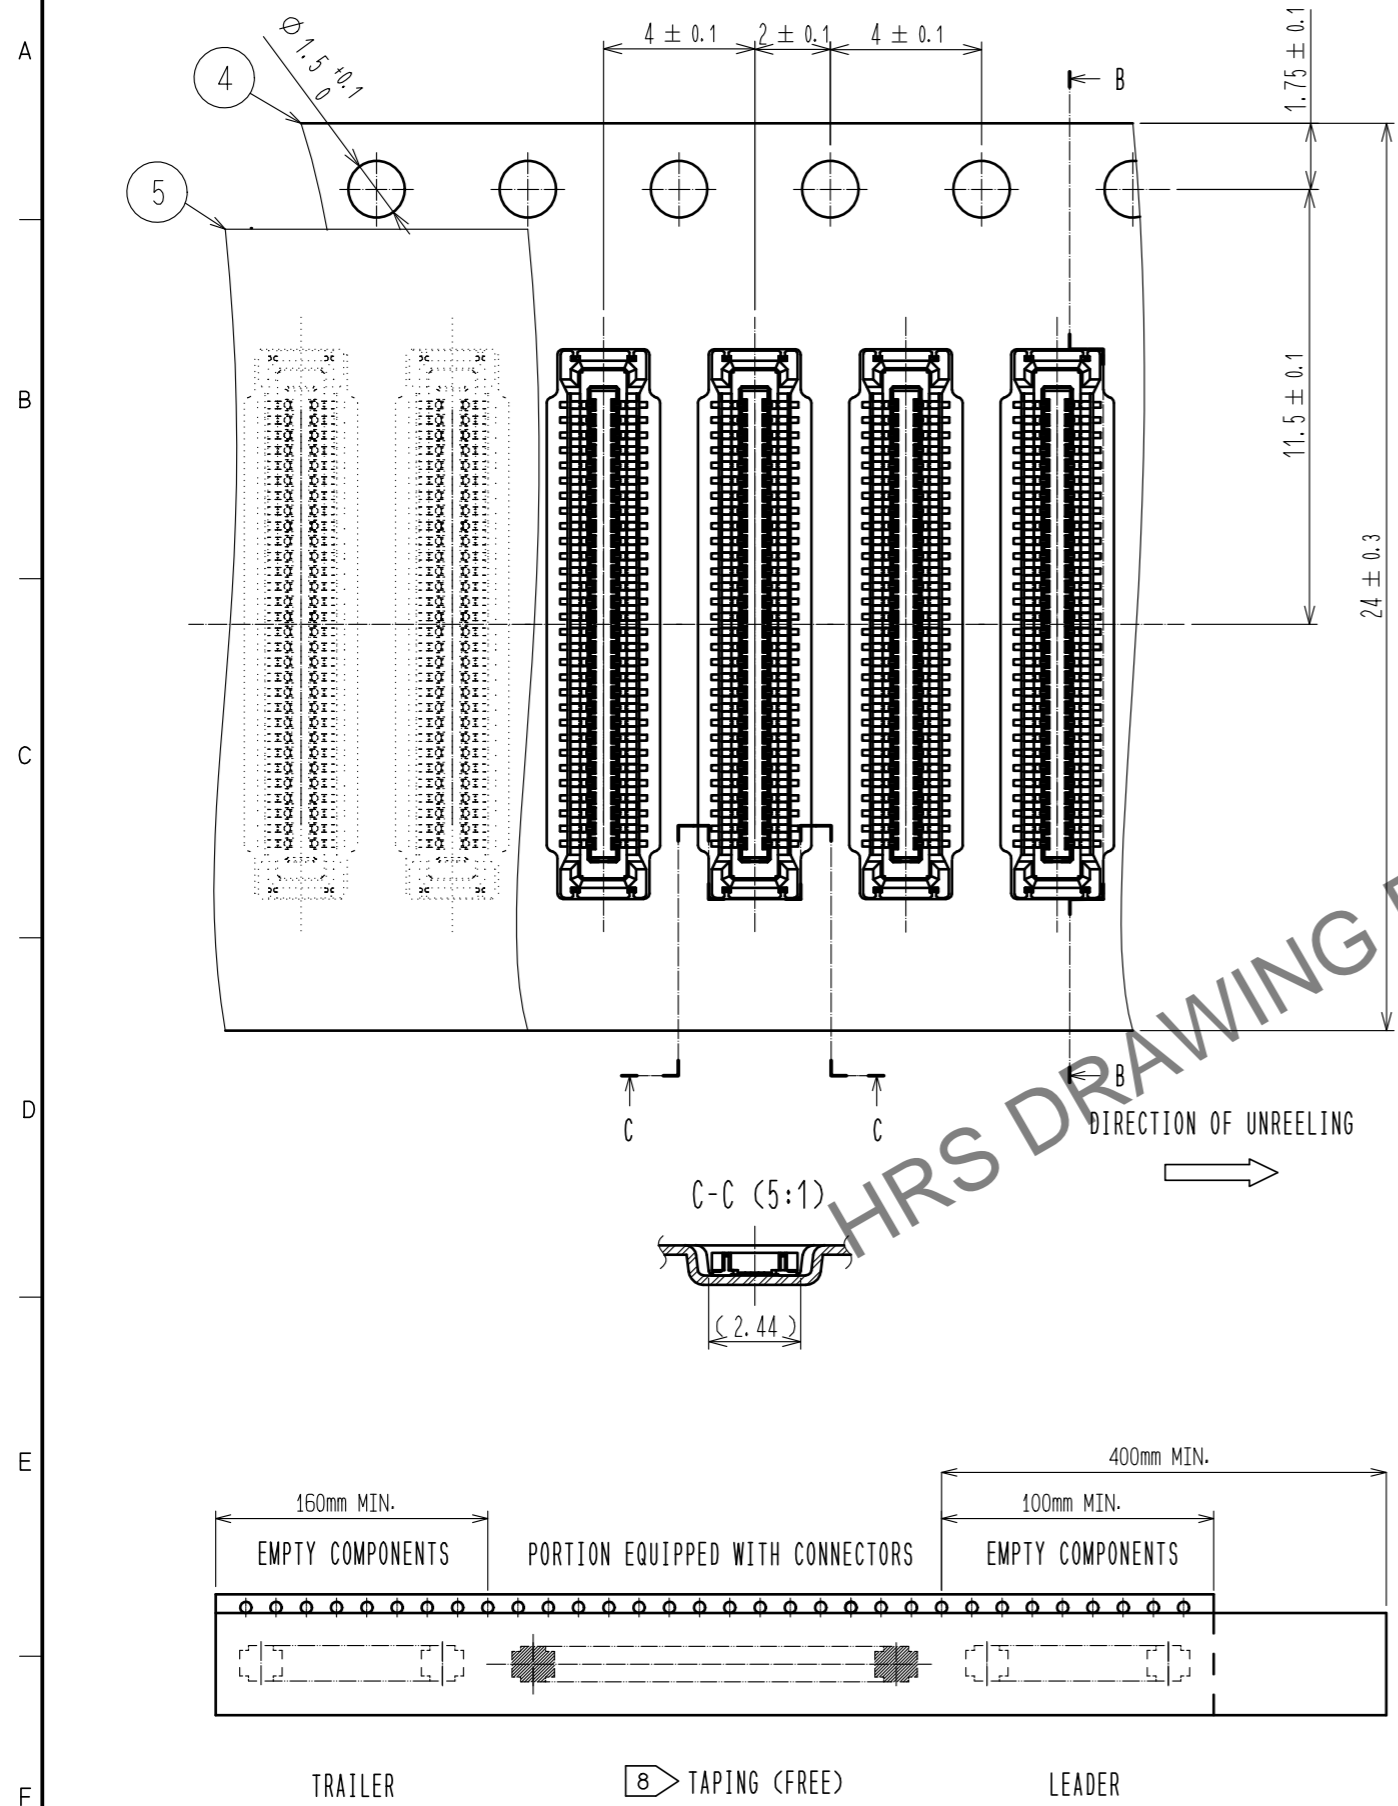 A
B
C
D
E
F
4
5
Ø 1.5 +0.1
0
4 ± 0.1
2 ± 0.1
4 ± 0.1
B
1.75 ± 0.1
11.5 ± 0.1
24 ± 0.3
B
C
C
DIRECTION OF UNREELING
HRS DRAWING
C-C (5:1)
(2.44)
400mm MIN.
160mm MIN.
100mm MIN.
EMPTY COMPONENTS
PORTION EQUIPPED WITH CONNECTORS
EMPTY COMPONENTS
TRAILER
8 TAPING (FREE)
LEADER